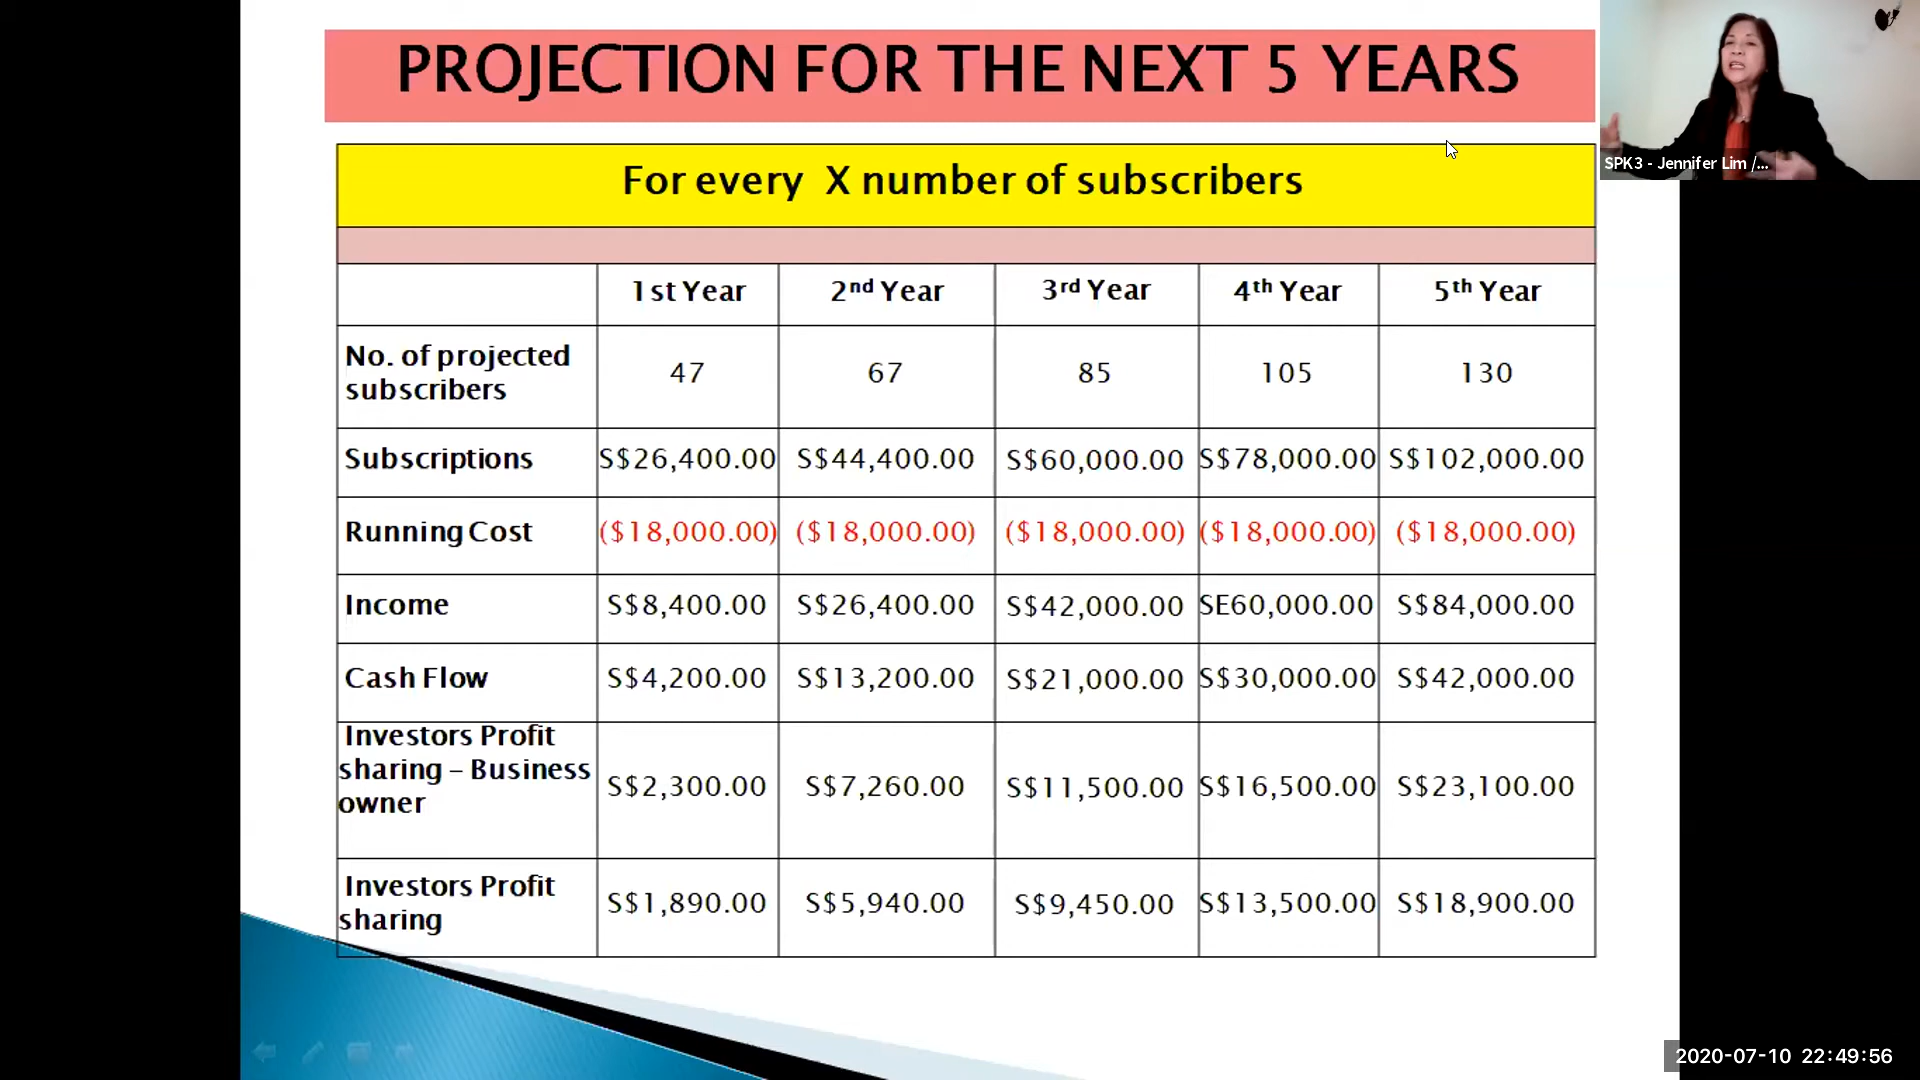 PROJECTION FOR THE NEXT 5 YEARS
SPK3 - Jennifer Lim /...
For every X number of subscribers
1st Year 2nd Year 3rd Year 4th Year 5th Year
No. of projected
subscribers
47 67 85 105 130
Subscriptions S$26,400.00 S$44,400.00 S$60,000.00 S$78,000.00 S$102,000.00
Running Cost ($18,000.00) ($18,000.00) ($18,000.00) ($18,000.00) ($18,000.00)
Income S$8,400.00 S$26,400.00 S$42,000.00 SE60,000.00 S$84,000.00
Cash Flow S$4,200.00 S$13,200.00 S$21,000.00 S$30,000.00 S$42,000.00
Investors Profit
sharing – Business
owner
S$2,300.00 S$7,260.00 S$11,500.00 S$16,500.00 S$23,100.00
Investors Profit
sharing
S$1,890.00 S$5,940.00 S$9,450.00 S$13,500.00 S$18,900.00
2020-07-10 22:49:56